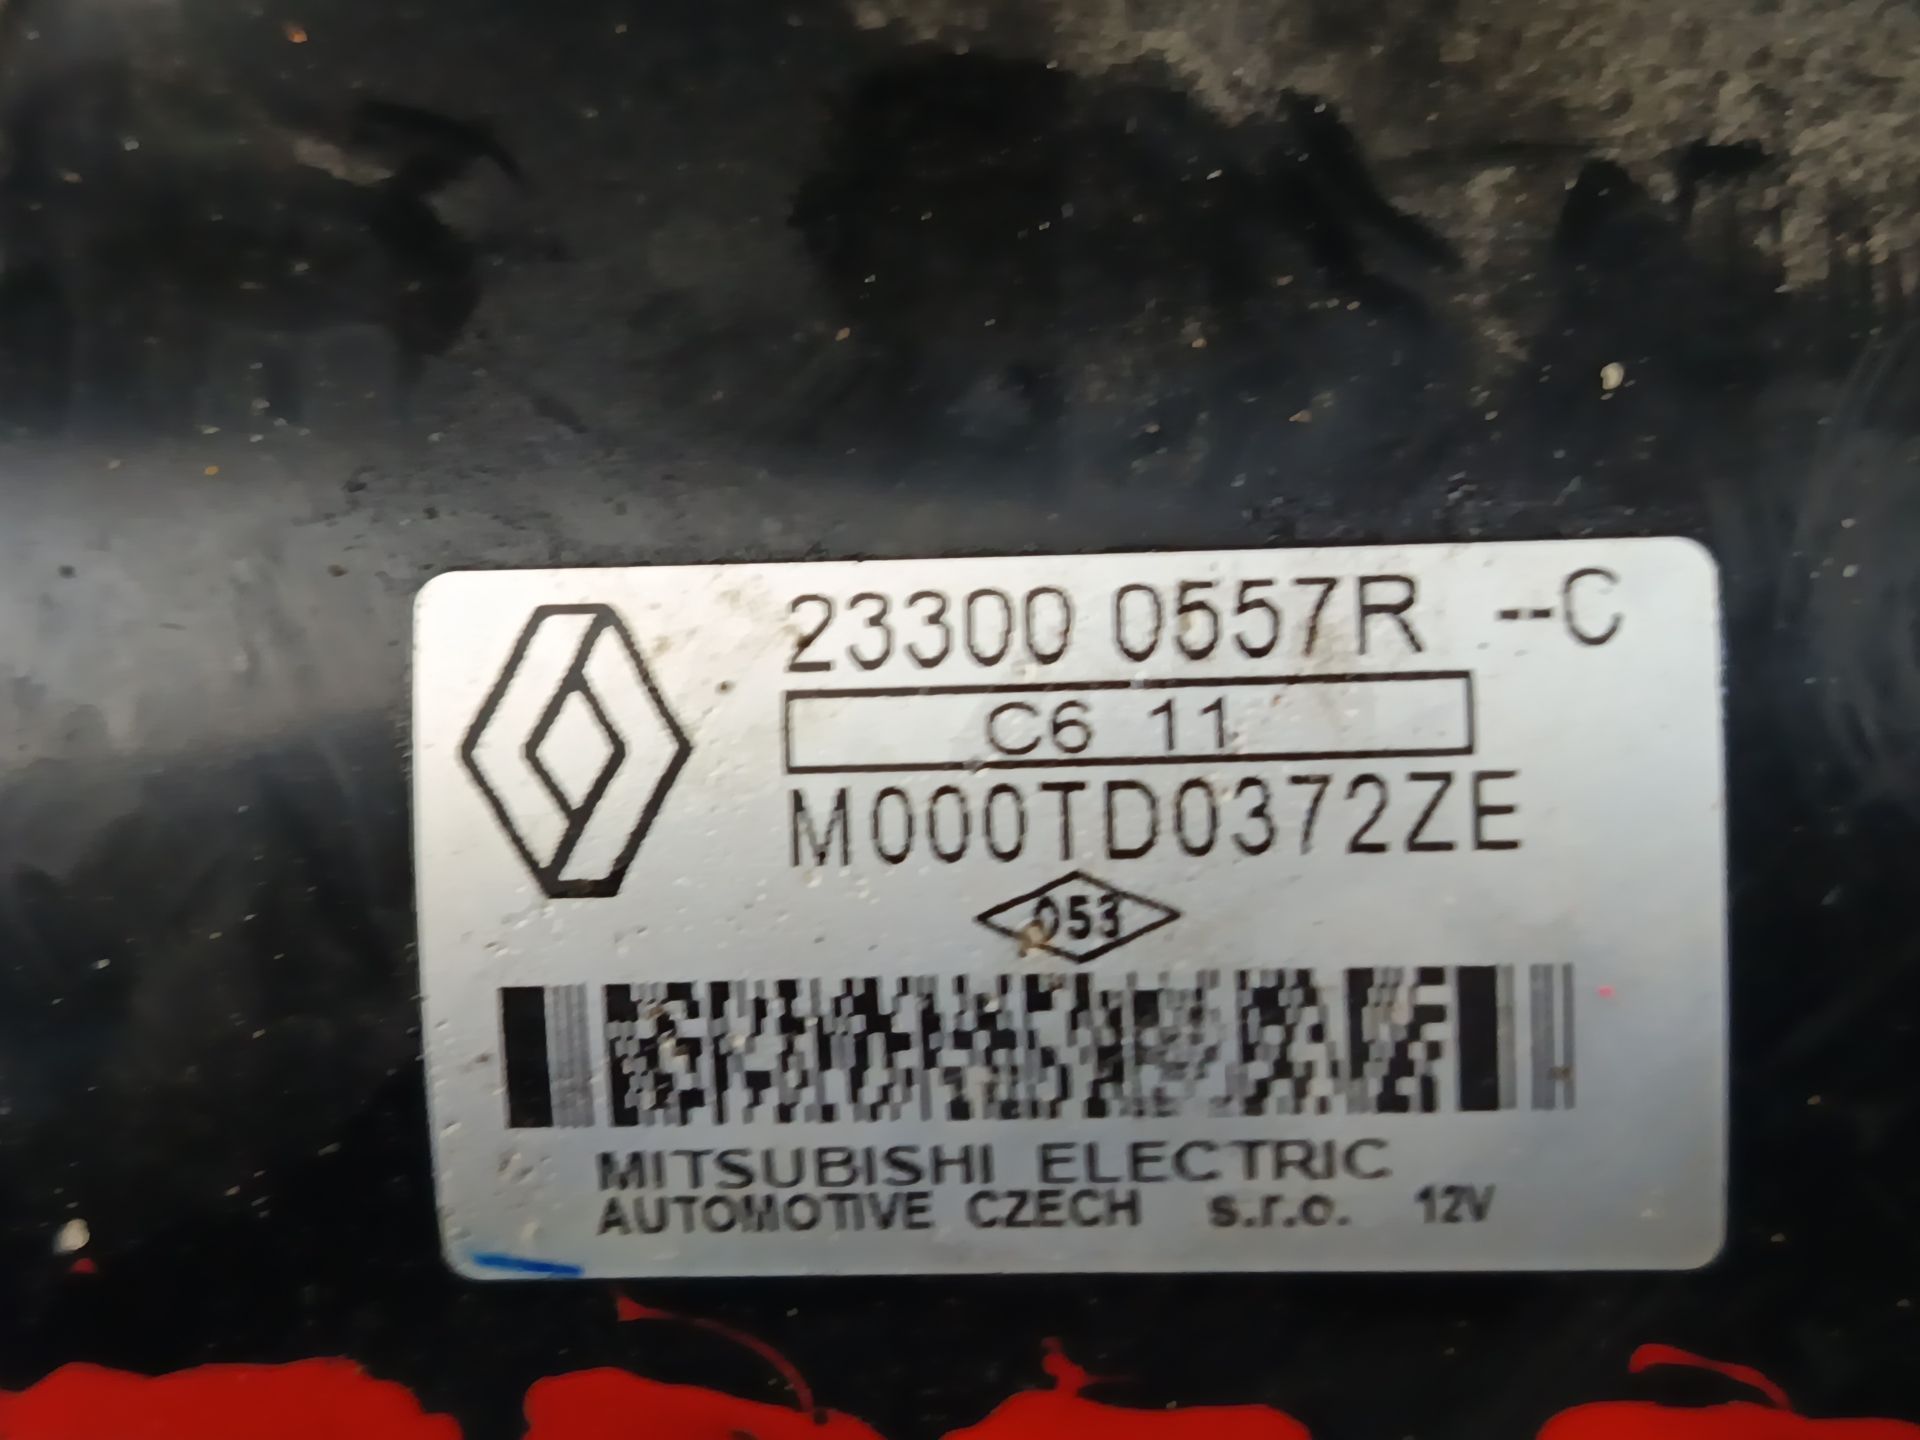 23300 0557R --C
C6 11
M000TD0372ZE
053
MITSUBISHI ELECTRIC
AUTOMOTIVE CZECH s.r.o. 12V